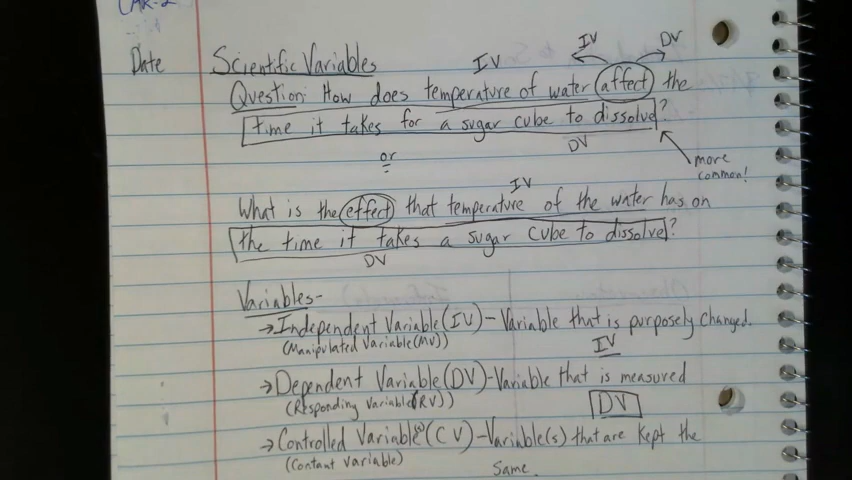 CAR-2
Date Scientific Variables IV IV DV
Question: How does temperature of water affect the
time it takes for a sugar cube to dissolve?
DV
or
more
common!
IV
What is the effect that temperature of the water has on
the time it takes a sugar cube to dissolve?
DV
Variables-
→Independent Variable(IV)-Variable that is purposely changed.
(Manipulated Variable(MV)) IV
→Dependent Variable(DV)-Variable that is measured
(Responding Variable(RV)) DV
→Controlled Variable(CV)-Variable(s) that are kept the
(Contant Variable) Same.